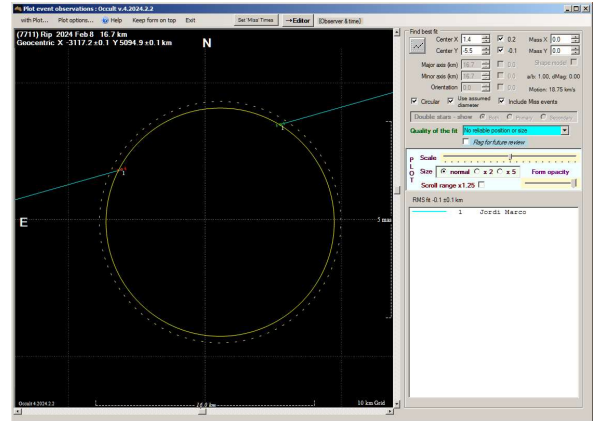 Plot event observations : Occult v.4.2024.2.2
with Plot... Plot options... Help Keep form on top Exit Set 'Miss' Times →Editor {Observer & time}
(7711) Rip 2024 Feb 8 16.7 km
Geocentric X -3117.2 ±0.1 Y 5094.9 ±0.1 km
N
1
1
E
5 mas
Occult 4.2024.2.2
10 km Grid
Find best fit
Center X 1.4 0.2 Mass X 0.0
Center Y -5.5 -0.1 Mass Y 0.0
Major axis (km) 16.7 0.0 Shape model
Minor axis (km) 16.7 0.0 a/b: 1.00, dMag: 0.00
Orientation 0.0 0.0 Motion: 18.75 km/s
Circular Use assumed diameter Include Miss events
Double stars - show Both Primary Secondary
Quality of the fit No reliable position or size
Flag for future review
PLOT
Scale
Size normal x 2 x 5 Form opacity
Scroll range x1.25
RMS fit -0.1 ±0.1 km
1 Jordi Marco